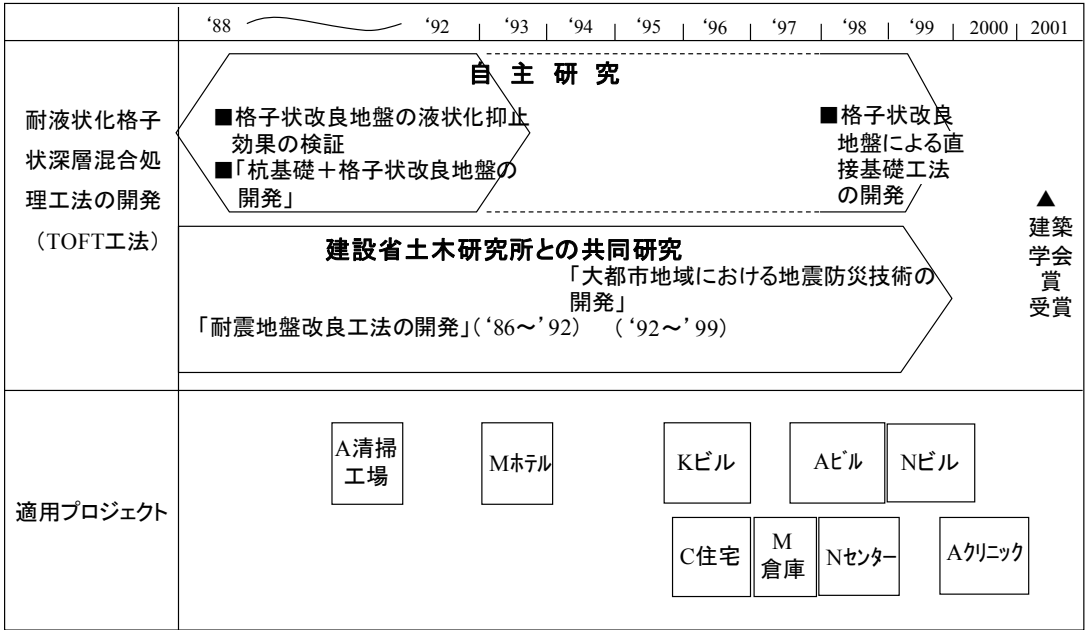 ‘88 ‘92 ‘93 ‘94 ‘95 ‘96 ‘97 ‘98 ‘99 2000 2001
耐液状化格子
状深層混合処
理工法の開発
（TOFT工法）
自 主 研 究
■格子状改良地盤の液状化抑止
効果の検証
■「杭基礎＋格子状改良地盤の
開発」
■格子状改良
地盤による直
接基礎工法
の開発
建設省土木研究所との共同研究
「大都市地域における地震防災技術の
開発」
「耐震地盤改良工法の開発」（‘86～’92） （‘92～’99）
▲
建築
学会
賞
受賞
適用プロジェクト
A清掃
工場
Mホテル
Kビル
Aビル
Nビル
C住宅
M
倉庫
Nセンター
Aクリニック